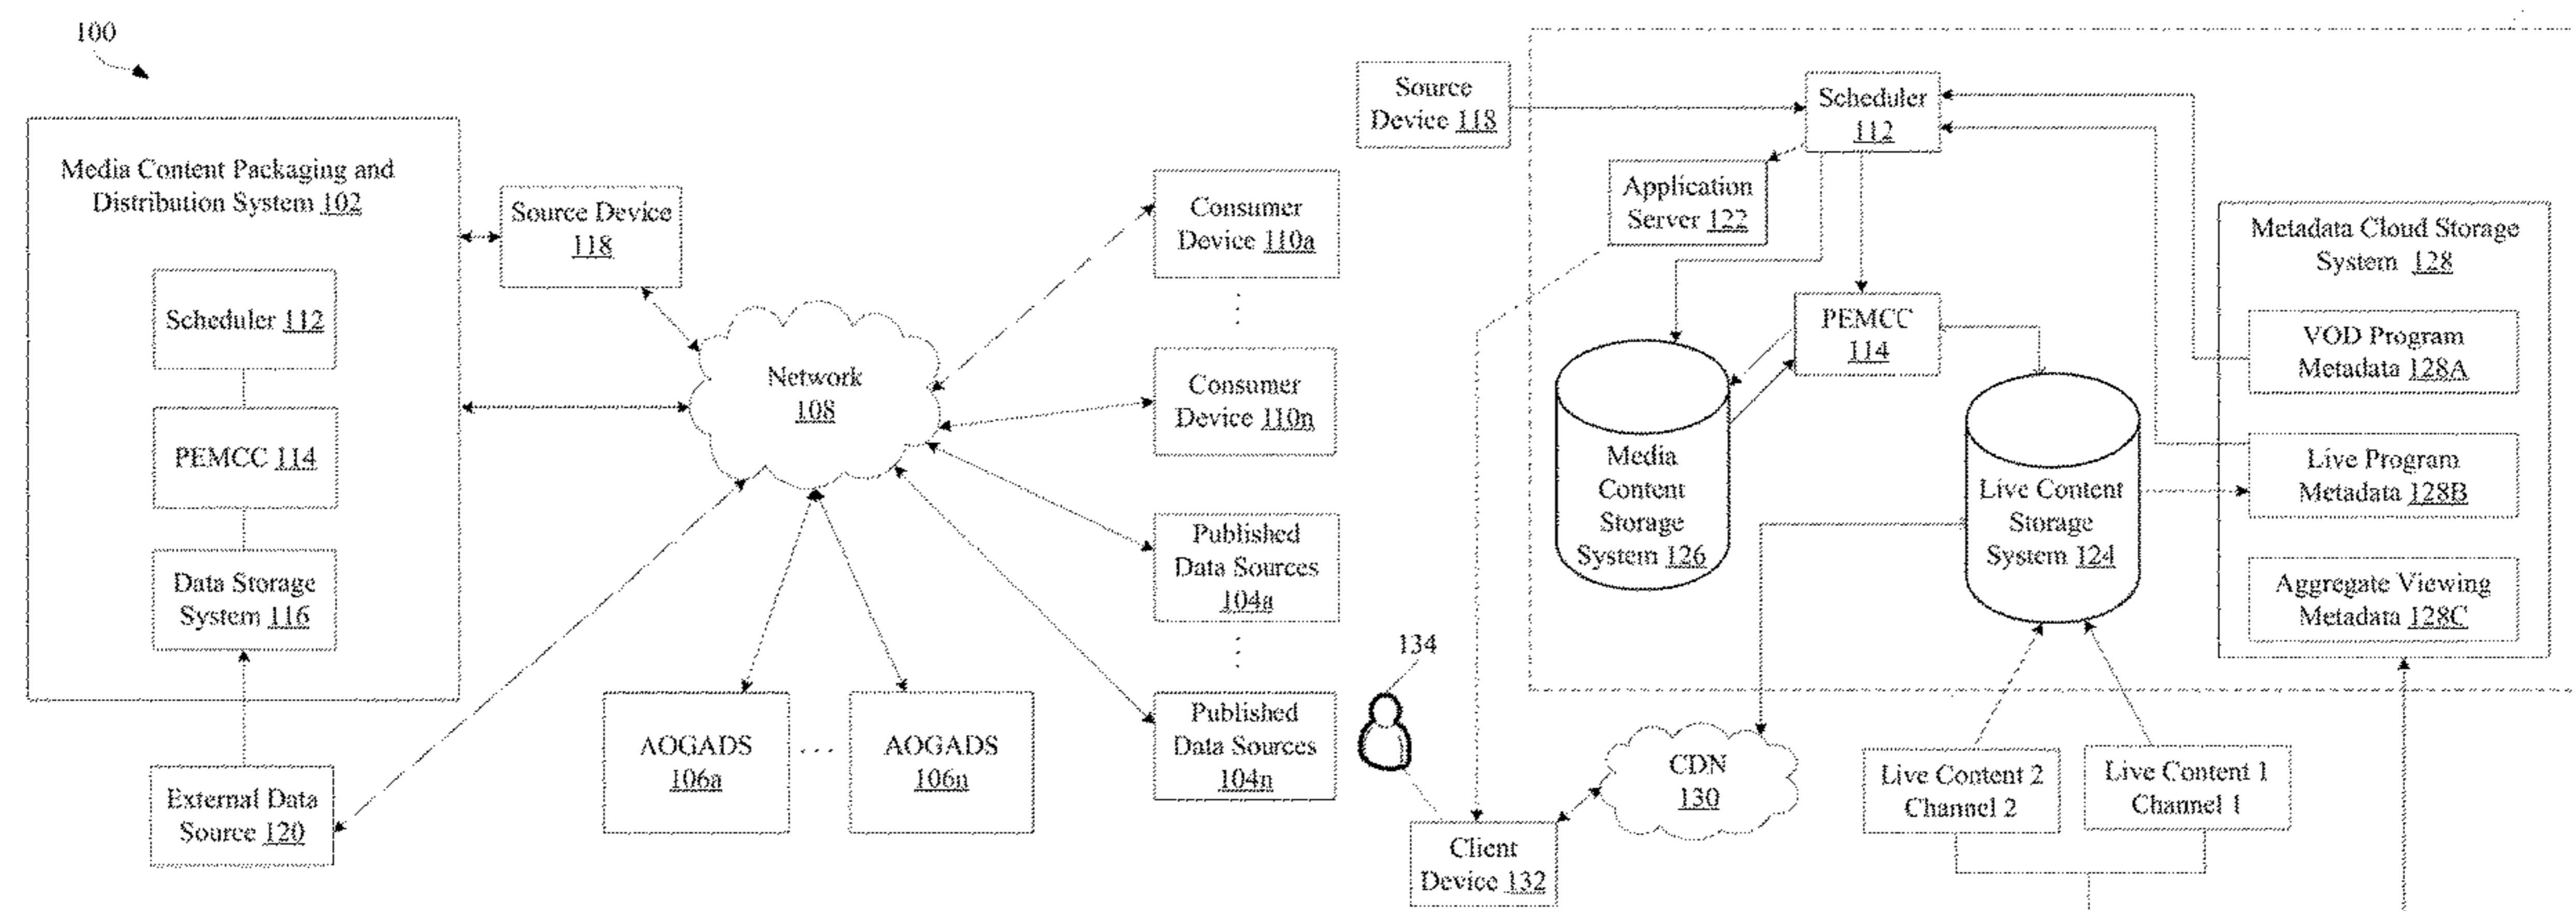 100
Media Content Packaging and
Distribution System 102
Scheduler 112
PEMCC 114
Data Storage
System 116
External Data
Source 120
Source Device
118
Network
108
AOGADS
106a
...
AOGADS
106n
Consumer
Device 110a
Consumer
Device 110n
Published
Data Sources
104a
Published
Data Sources
104n
Source
Device 118
Scheduler
112
Application
Server 122
PEMCC
114
Media
Content
Storage
System 126
Live Content
Storage
System 124
Metadata Cloud Storage
System 128
VOD Program
Metadata 128A
Live Program
Metadata 128B
Aggregate Viewing
Metadata 128C
134
Client
Device 132
CDN
130
Live Content 2
Channel 2
Live Content 1
Channel 1